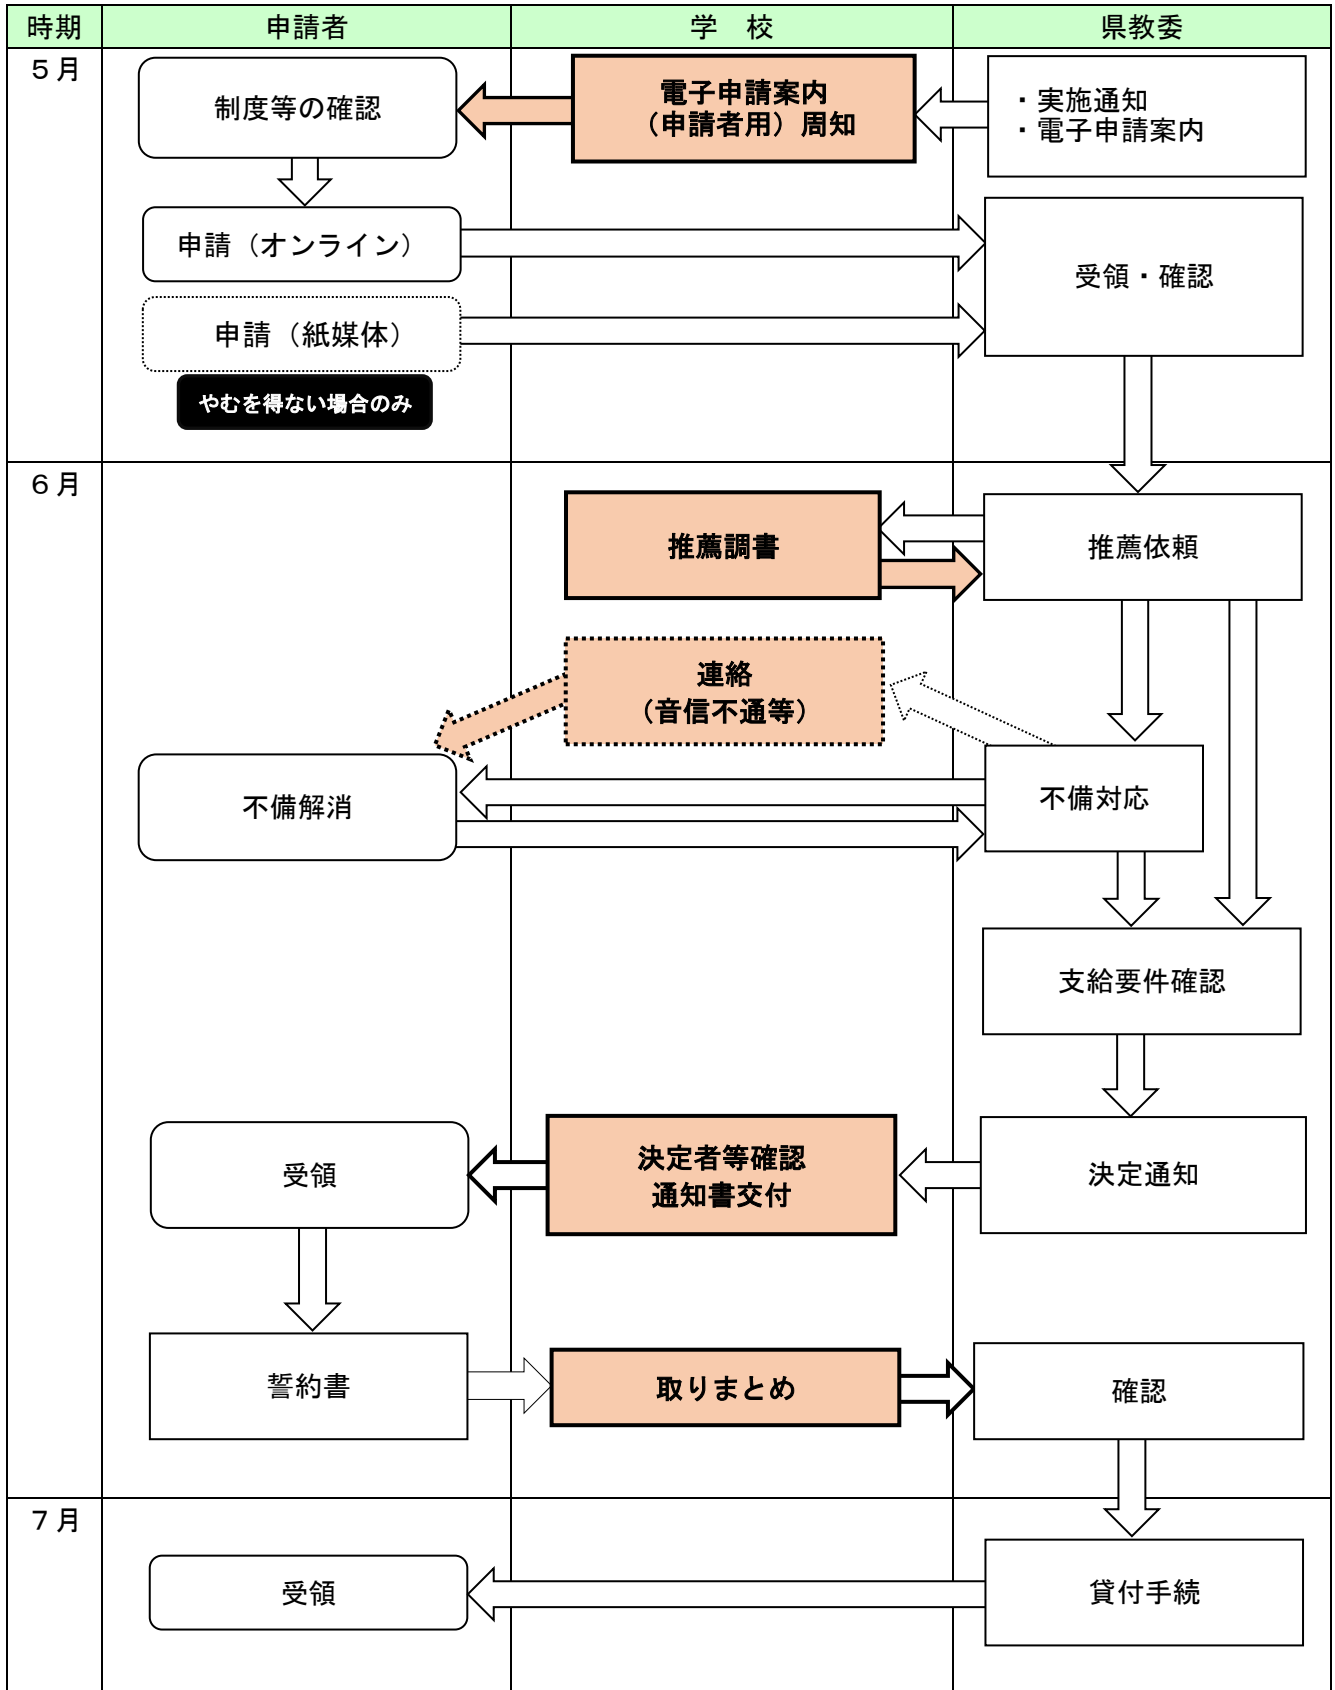 時期 申請者 学　校 県教委
５月
制度等の確認
電子申請案内
（申請者用）周知
・実施通知
・電子申請案内
申請（オンライン）
受領・確認
申請（紙媒体）
やむを得ない場合のみ
６月
推薦調書
推薦依頼
連絡
（音信不通等）
不備解消
不備対応
支給要件確認
受領
決定者等確認
通知書交付
決定通知
誓約書
取りまとめ
確認
７月
受領
貸付手続